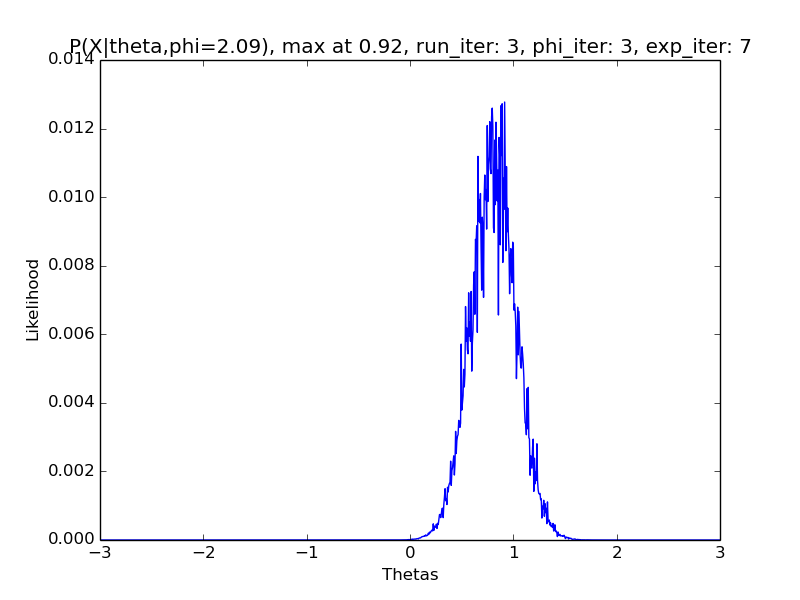 P(X|theta,phi=2.09), max at 0.92, run_iter: 3, phi_iter: 3, exp_iter: 7
0.014
0.012
0.010
0.008
0.006
0.004
0.002
0.000
Likelihood
−3 −2 −1 0 1 2 3
Thetas